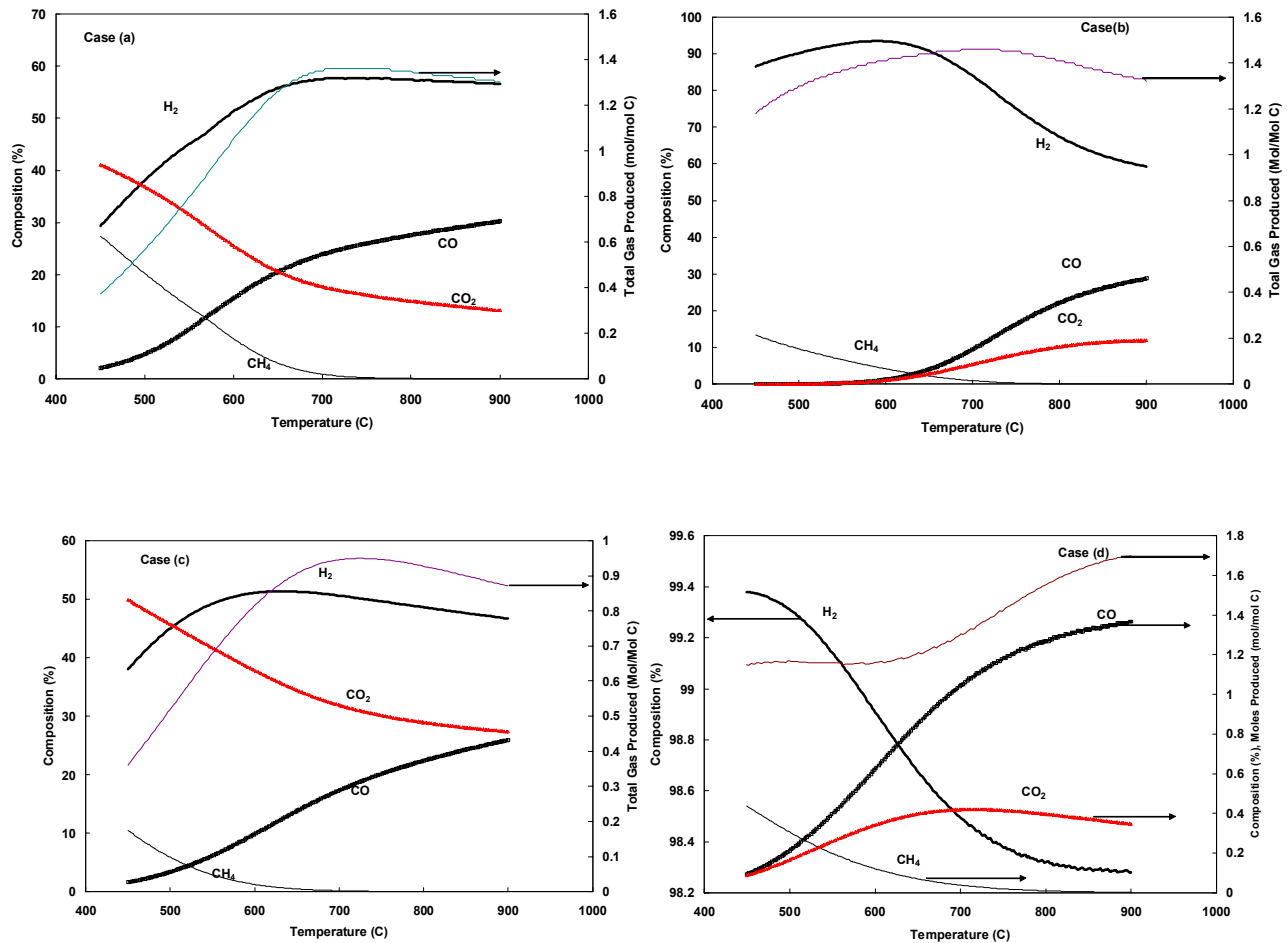 Case (a)
70
60
50
40
30
20
10
0
Composition (%)
1.6
1.4
1.2
1
0.8
0.6
0.4
0.2
0
Total Gas Produced (mol/mol C)
H2
CO
CO2
CH4
400 500 600 700 800 900 1000
Temperature (C)
Case(b)
100
90
80
70
60
50
40
30
20
10
0
Composition (%)
1.6
1.4
1.2
1
0.8
0.6
0.4
0.2
0
Toal Gas Produced (Mol/Mol C)
H2
CO
CO2
CH4
400 500 600 700 800 900 1000
Temperature (C)
Case (c)
60
50
40
30
20
10
0
Composition (%)
1
0.9
0.8
0.7
0.6
0.5
0.4
0.3
0.2
0.1
0
Total Gas Produced (Mol/Mol C)
H2
CO2
CO
CH4
400 500 600 700 800 900 1000
Temperature (C)
Case (d)
99.6
99.4
99.2
99
98.8
98.6
98.4
98.2
Composition (%)
1.8
1.6
1.4
1.2
1
0.8
0.6
0.4
0.2
0
Composition (%), Moles Produced (mol/mol C)
H2
CO
CO2
CH4
400 500 600 700 800 900 1000
Temperature (C)